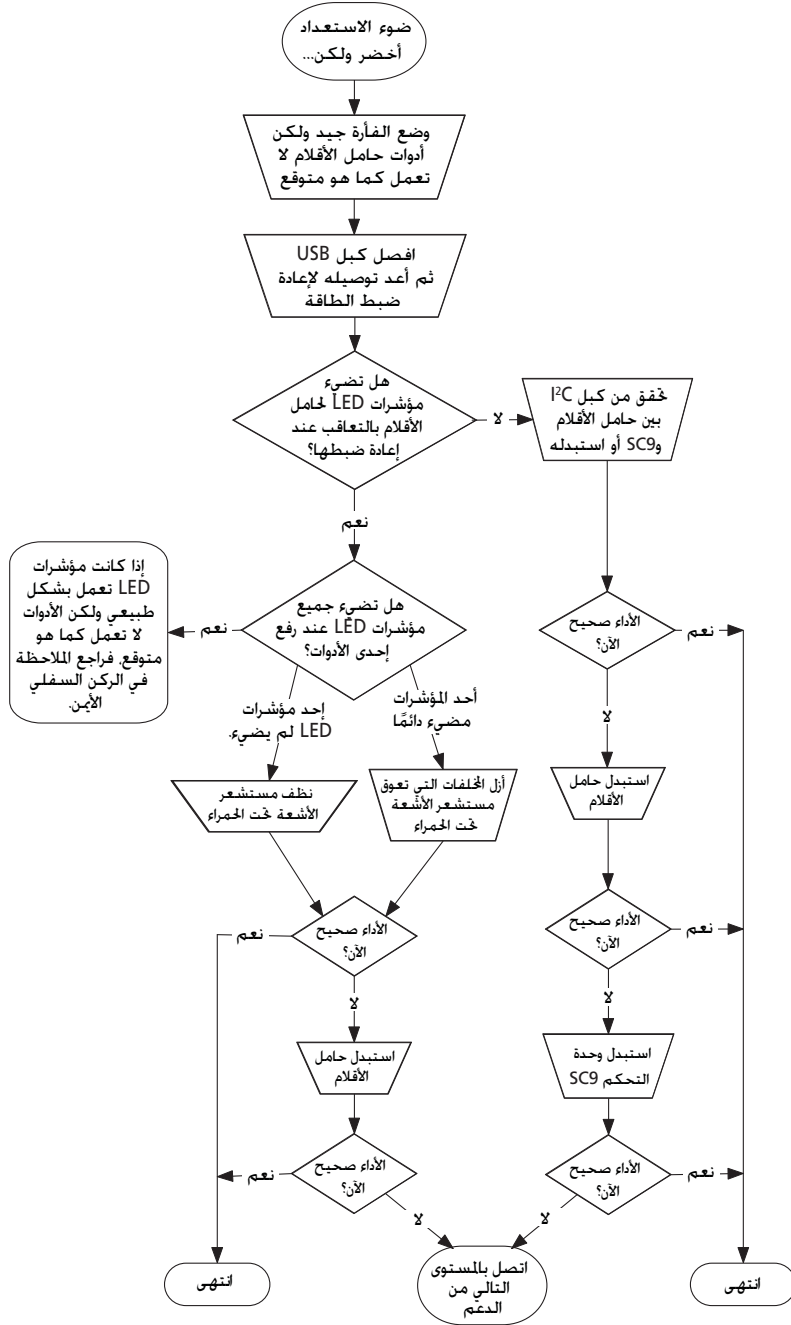 ضوء الاستعداد
أخضر ولكن...
وضع الفأرة جيد ولكن
أدوات حامل الأقلام لا
تعمل كما هو متوقع
افصل كبل USB
ثم أعد توصيله لإعادة
ضبط الطاقة
هل تضيء
مؤشرات LED لحامل
الأقلام بالتعاقب عند
إعادة ضبطها؟
لا
تحقق من كبل I²C
بين حامل الأقلام
وSC9 أو استبدله
نعم
هل تضيء جميع
مؤشرات LED عند رفع
إحدى الأدوات؟
نعم
إذا كانت مؤشرات
LED تعمل بشكل
طبيعي ولكن الأدوات
لا تعمل كما هو
متوقع، فراجع الملاحظة
في الركن السفلي
الأيمن.
الأداء صحيح
الآن؟
نعم
لا
أحد المؤشرات
مضيء دائمًا
إحد مؤشرات
LED لم يضيء.
استبدل حامل
الأقلام
أزل المخلفات التي تعوق
مستشعر الأشعة
تحت الحمراء
نظف مستشعر
الأشعة تحت الحمراء
الأداء صحيح
الآن؟
نعم
لا
الأداء صحيح
الآن؟
نعم
لا
استبدل وحدة
التحكم SC9
استبدل حامل
الأقلام
الأداء صحيح
الآن؟
نعم
لا
الأداء صحيح
الآن؟
نعم
لا
انتهى
اتصل بالمستوى
التالي من
الدعم
انتهى